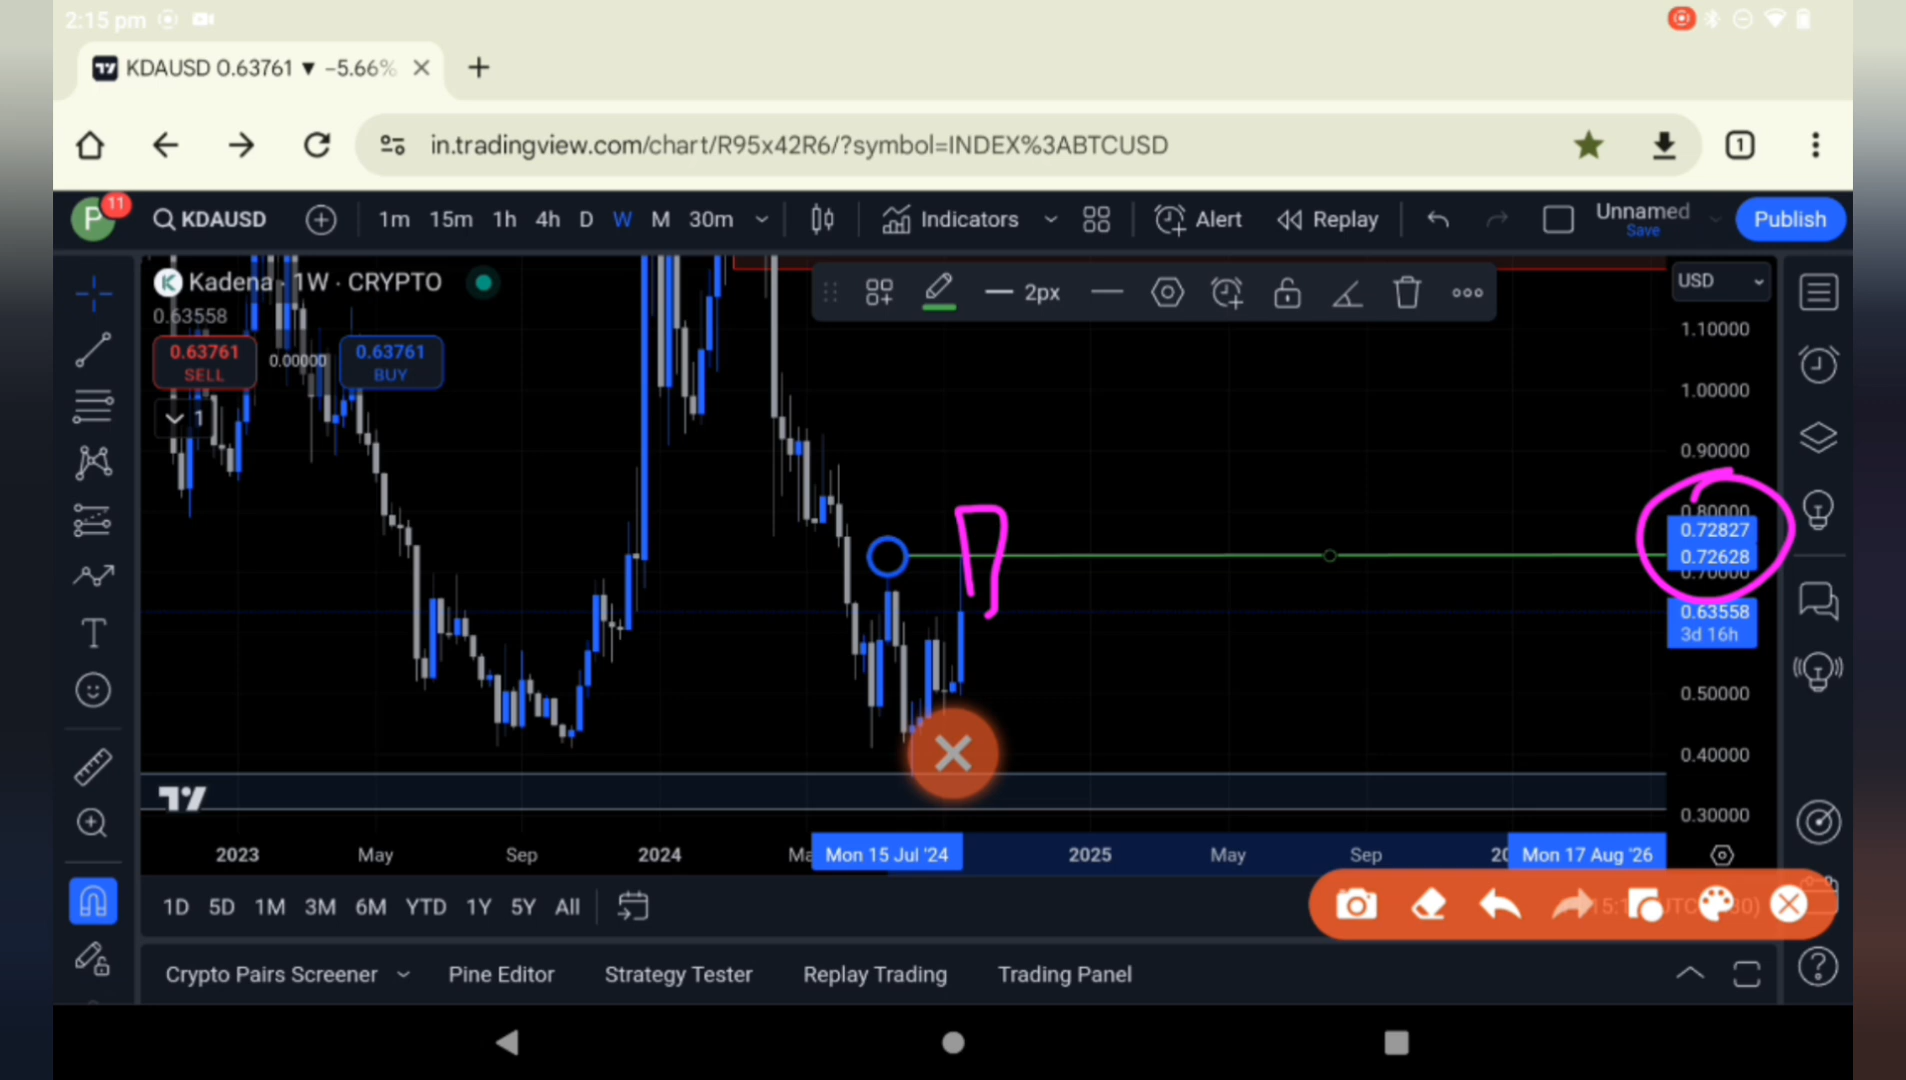 2:15 pm
KDAUSD 0.63761 ▼ −5.66%
in.tradingview.com/chart/R95x42R6/?symbol=INDEX%3ABTCUSD
1
P 11 KDAUSD 1m 15m 1h 4h D W M 30m Indicators Alert Replay Unnamed Save Publish
Kadena · 1W · CRYPTO
0.63558
0.63761 SELL
0.00000
0.63761 BUY
1
2px
USD
1.10000
1.00000
0.90000
0.80000
0.72827
0.72628
0.70000
0.63558
3d 16h
0.50000
0.40000
0.30000
2023 May Sep 2024 Mon 15 Jul '24 2025 May Sep Mon 17 Aug '26
1D 5D 1M 3M 6M YTD 1Y 5Y All
Crypto Pairs Screener Pine Editor Strategy Tester Replay Trading Trading Panel